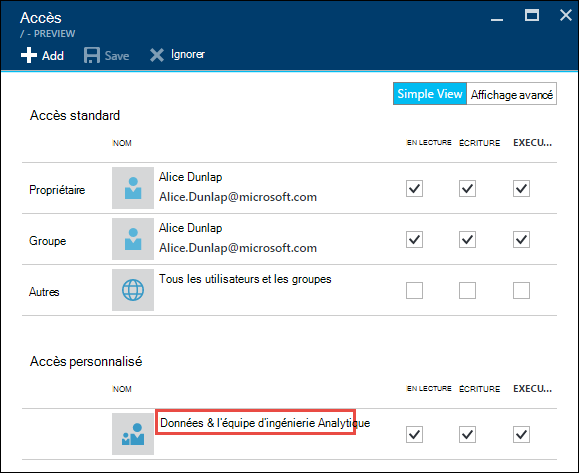 Accès
/ - PREVIEW
Add Save Ignorer
Simple View Affichage avancé
Accès standard
NOM EN LECTURE ÉCRITURE EXECU...
Propriétaire Alice Dunlap
Alice.Dunlap@microsoft.com
Groupe Alice Dunlap
Alice.Dunlap@microsoft.com
Autres Tous les utilisateurs et les groupes
Accès personnalisé
NOM EN LECTURE ÉCRITURE EXECU...
Données & l'équipe d'ingénierie Analytique